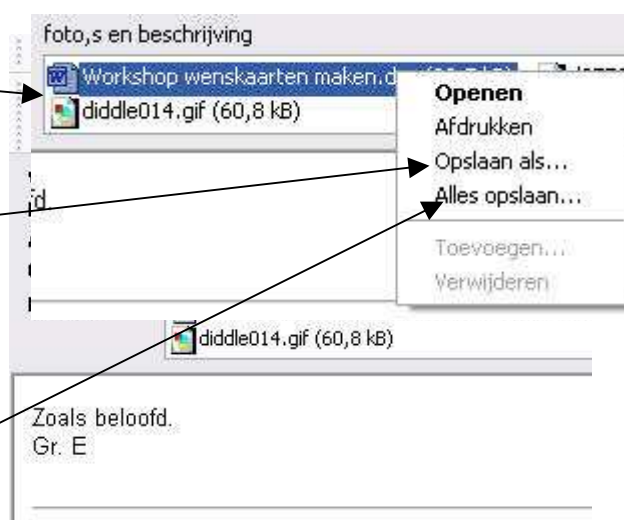 foto,s en beschrijving
Workshop wenskaarten maken.d
diddle014.gif (60,8 kB)
Openen
Afdrukken
Opslaan als...
Alles opslaan...
Toevoegen...
Verwijderen
d.
diddle014.gif (60,8 kB)
Zoals beloofd.
Gr. E